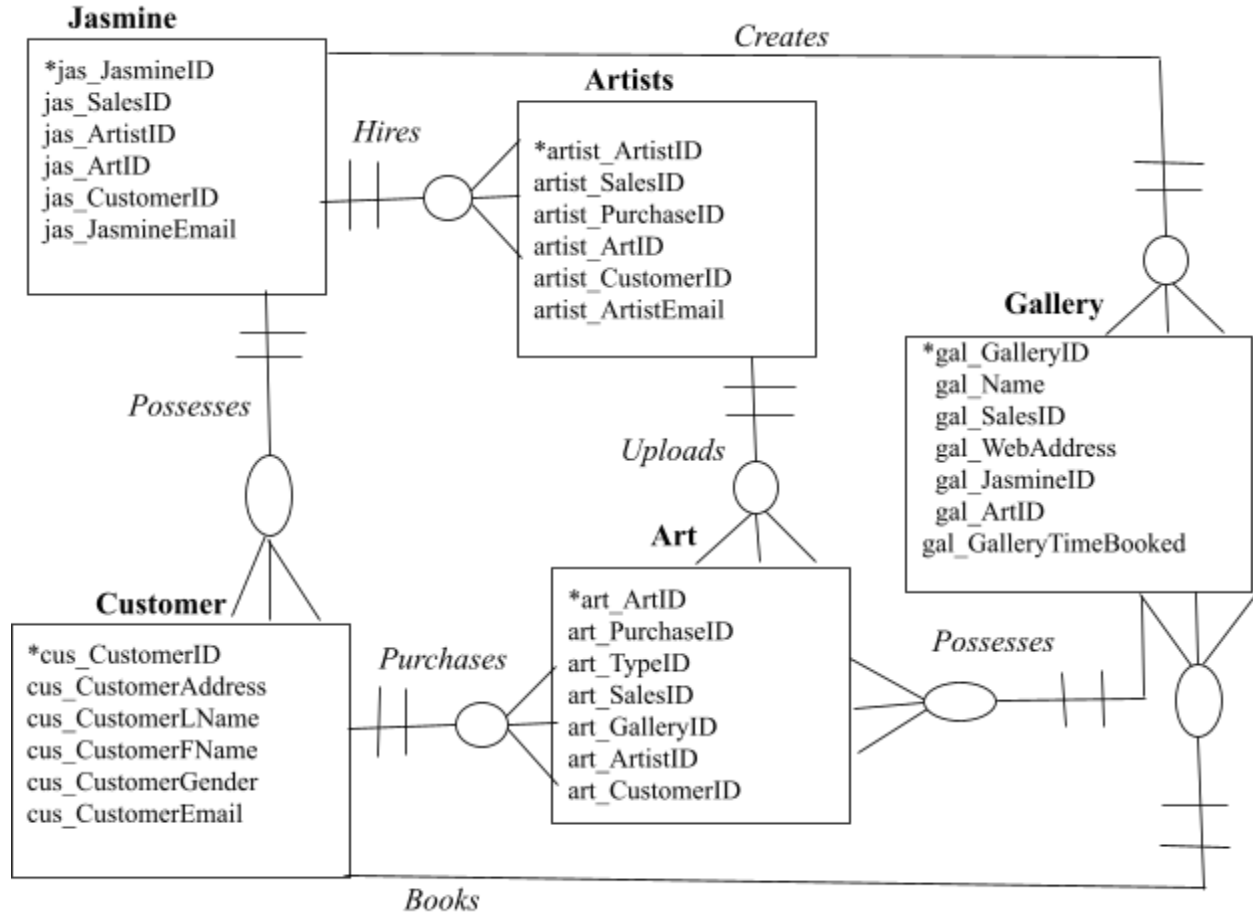 Jasmine
*jas_JasmineID
jas_SalesID
jas_ArtistID
jas_ArtID
jas_CustomerID
jas_JasmineEmail
Creates
Hires
Artists
*artist_ArtistID
artist_SalesID
artist_PurchaseID
artist_ArtID
artist_CustomerID
artist_ArtistEmail
Gallery
*gal_GalleryID
gal_Name
gal_SalesID
gal_WebAddress
gal_JasmineID
gal_ArtID
gal_GalleryTimeBooked
Possesses
Uploads
Customer
*cus_CustomerID
cus_CustomerAddress
cus_CustomerLName
cus_CustomerFName
cus_CustomerGender
cus_CustomerEmail
Purchases
Art
*art_ArtID
art_PurchaseID
art_TypeID
art_SalesID
art_GalleryID
art_ArtistID
art_CustomerID
Possesses
Books